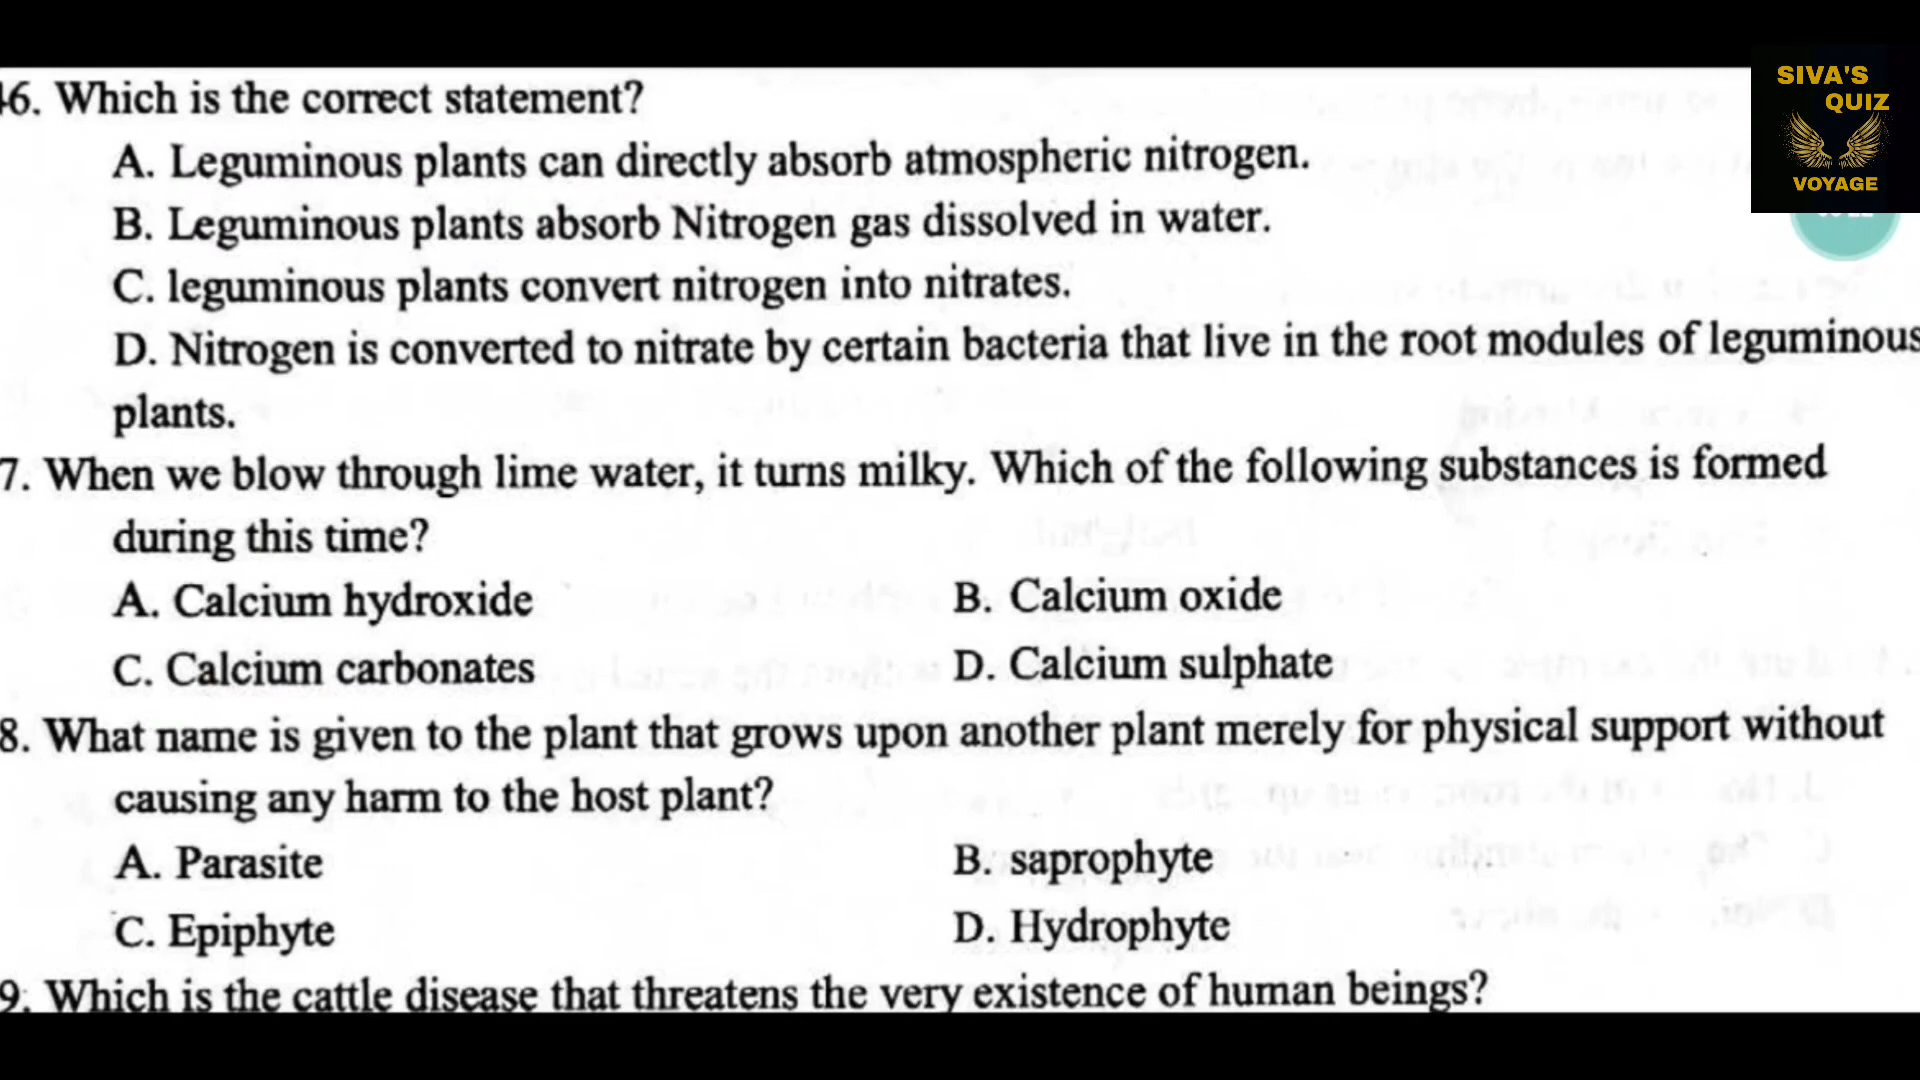 SIVA'S
QUIZ
VOYAGE
46. Which is the correct statement?
A. Leguminous plants can directly absorb atmospheric nitrogen.
B. Leguminous plants absorb Nitrogen gas dissolved in water.
C. leguminous plants convert nitrogen into nitrates.
D. Nitrogen is converted to nitrate by certain bacteria that live in the root modules of leguminous
plants.
7. When we blow through lime water, it turns milky. Which of the following substances is formed
during this time?
A. Calcium hydroxide B. Calcium oxide
C. Calcium carbonates D. Calcium sulphate
8. What name is given to the plant that grows upon another plant merely for physical support without
causing any harm to the host plant?
A. Parasite B. saprophyte
C. Epiphyte D. Hydrophyte
9. Which is the cattle disease that threatens the very existence of human beings?